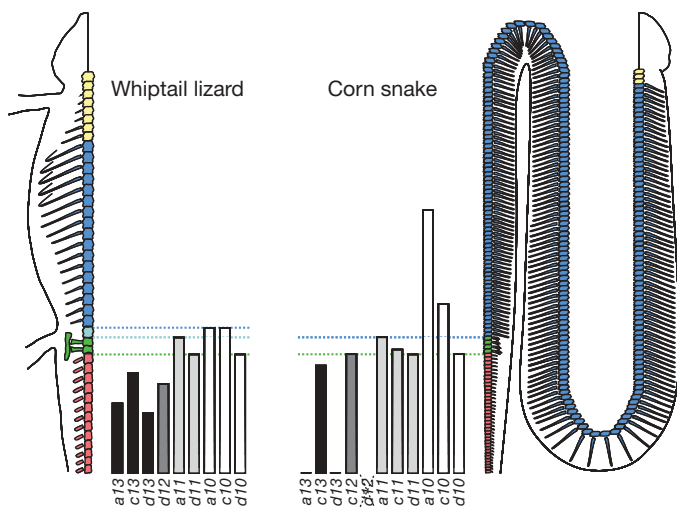 Whiptail lizard
Corn snake
a13 c13 d13 d12 a11 d11 a10 c10 d10
a13 c13 d13 c12 d12 a11 c11 d11 a10 c10 d10